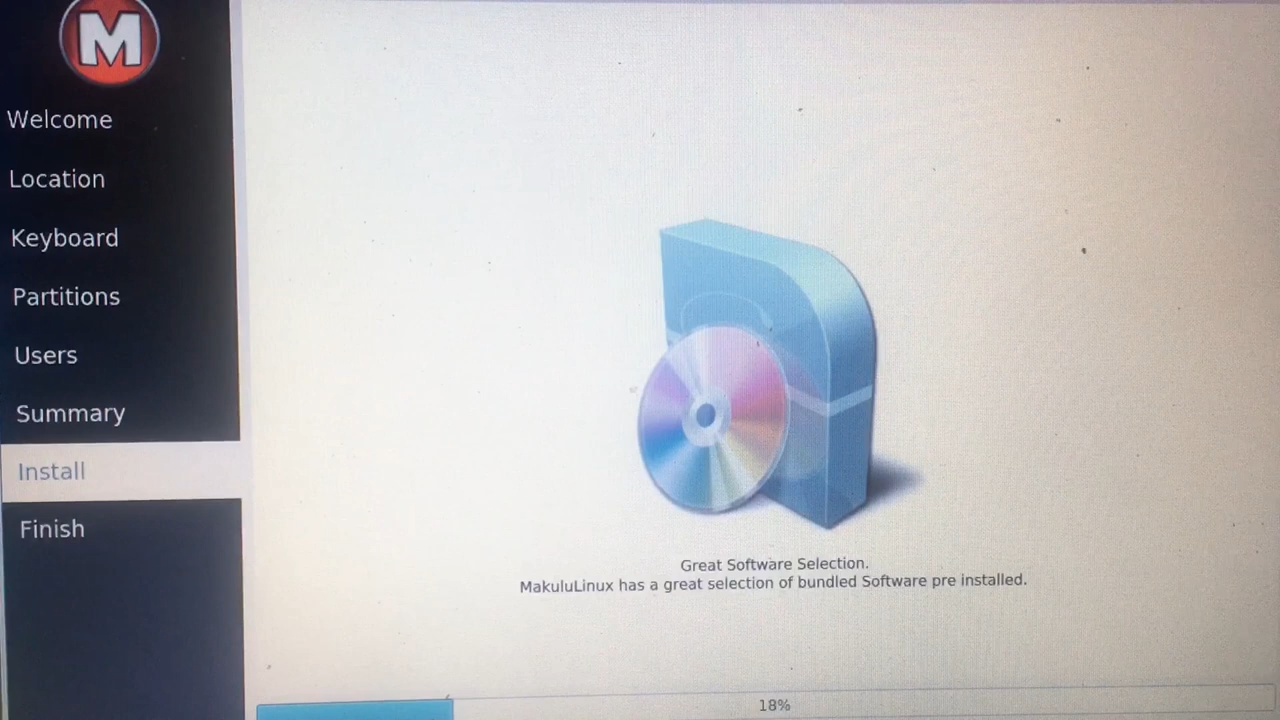 M
Welcome
Location
Keyboard
Partitions
Users
Summary
Install
Finish
Great Software Selection.
MakuluLinux has a great selection of bundled Software pre installed.
18%